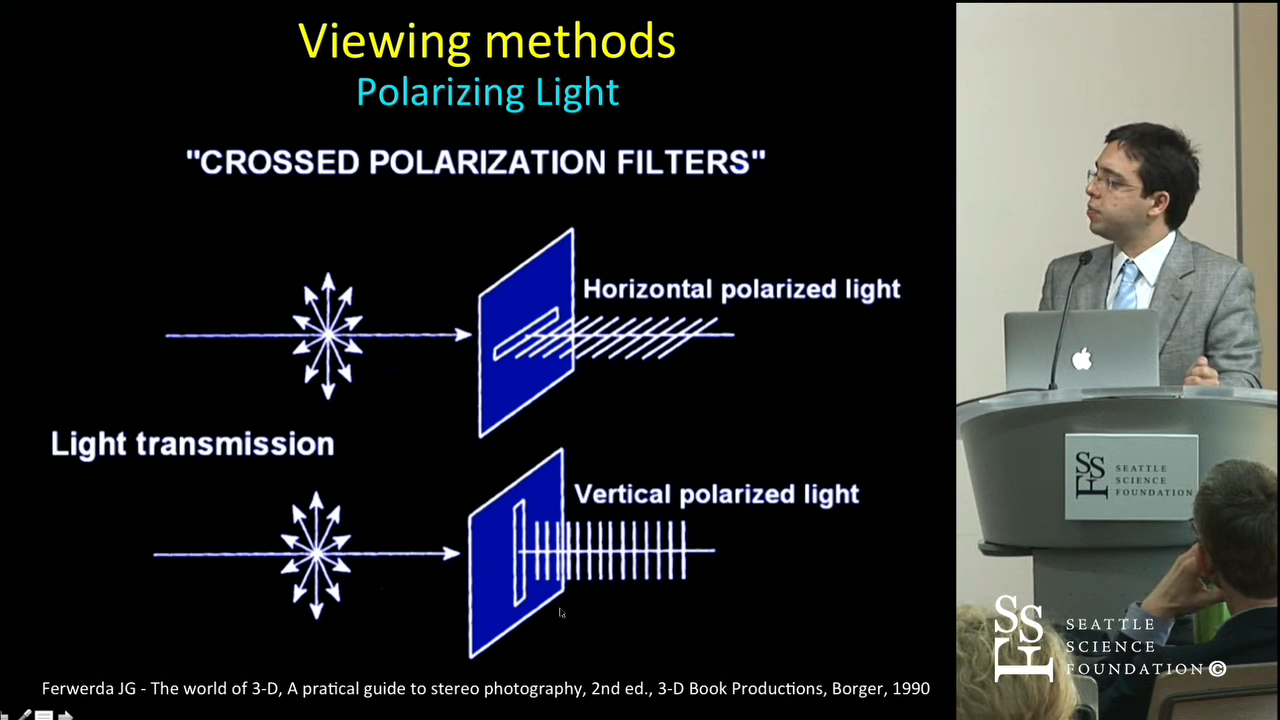 Viewing methods
Polarizing Light
"CROSSED POLARIZATION FILTERS"
Horizontal polarized light
Light transmission
Vertical polarized light
Ferwerda JG - The world of 3-D, A pratical guide to stereo photography, 2nd ed., 3-D Book Productions, Borger, 1990
SSF
SEATTLE
SCIENCE
FOUNDATION
SSF
SEATTLE
SCIENCE
FOUNDATION©